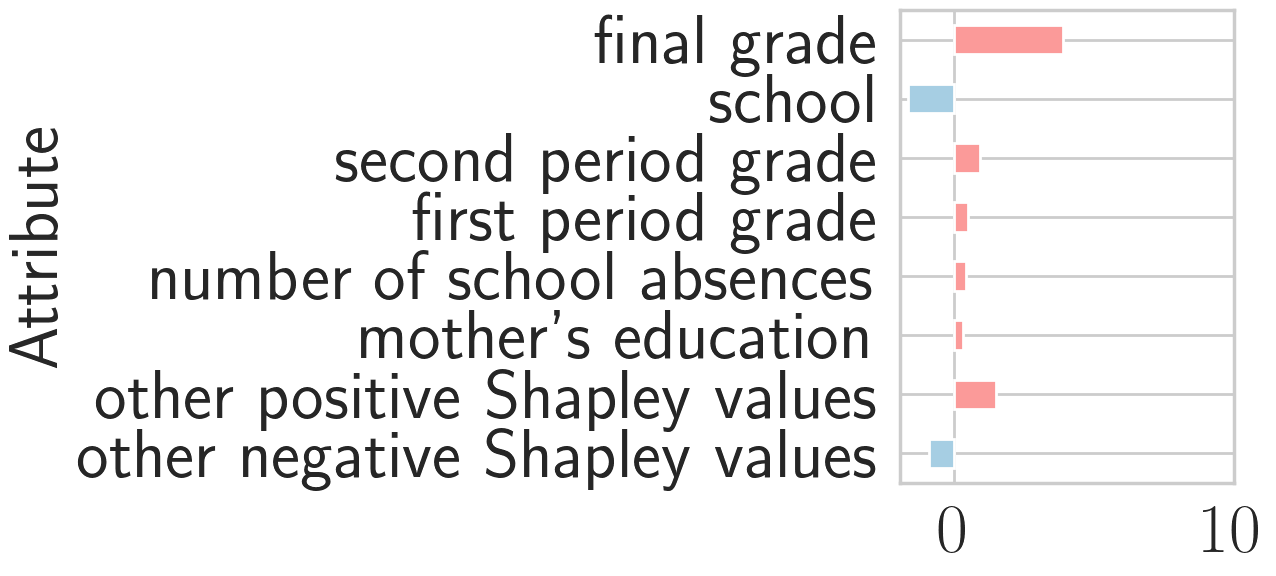 Attribute
final grade
school
second period grade
first period grade
number of school absences
mother's education
other positive Shapley values
other negative Shapley values
0 10